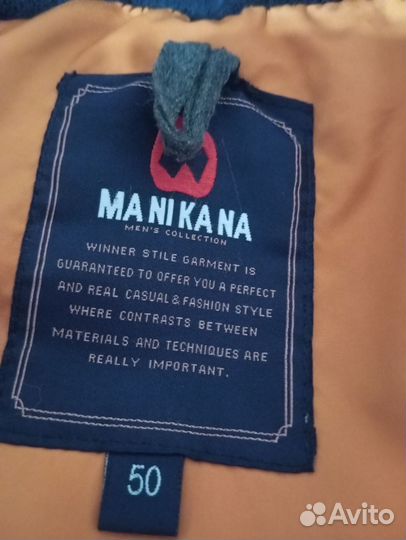 MANIKANA
MEN'S COLLECTION
WINNER STILE GARMENT IS
GUARANTEED TO OFFER YOU A PERFECT
AND REAL CASUAL & FASHION STYLE
WHERE CONTRASTS BETWEEN
MATERIALS AND TECHNIQUES ARE
REALLY IMPORTANT.
50
Avito